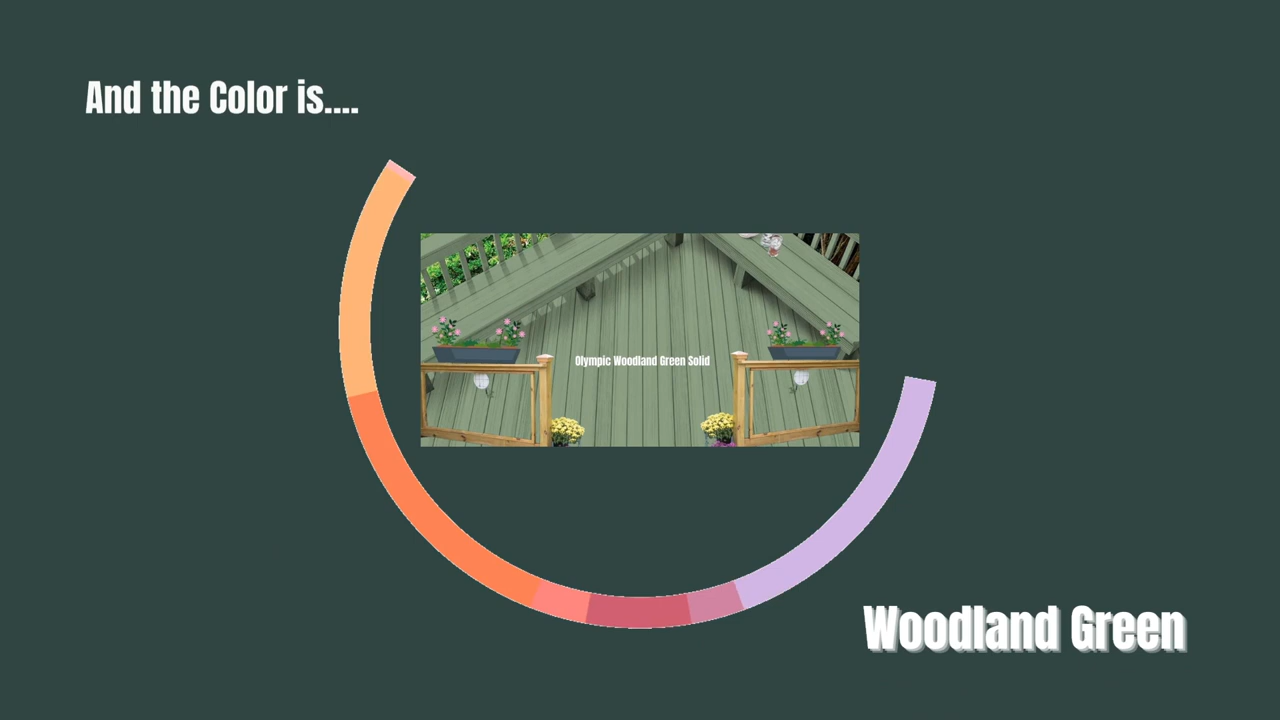 And the Color is....
Olympic Woodland Green Solid
Woodland Green